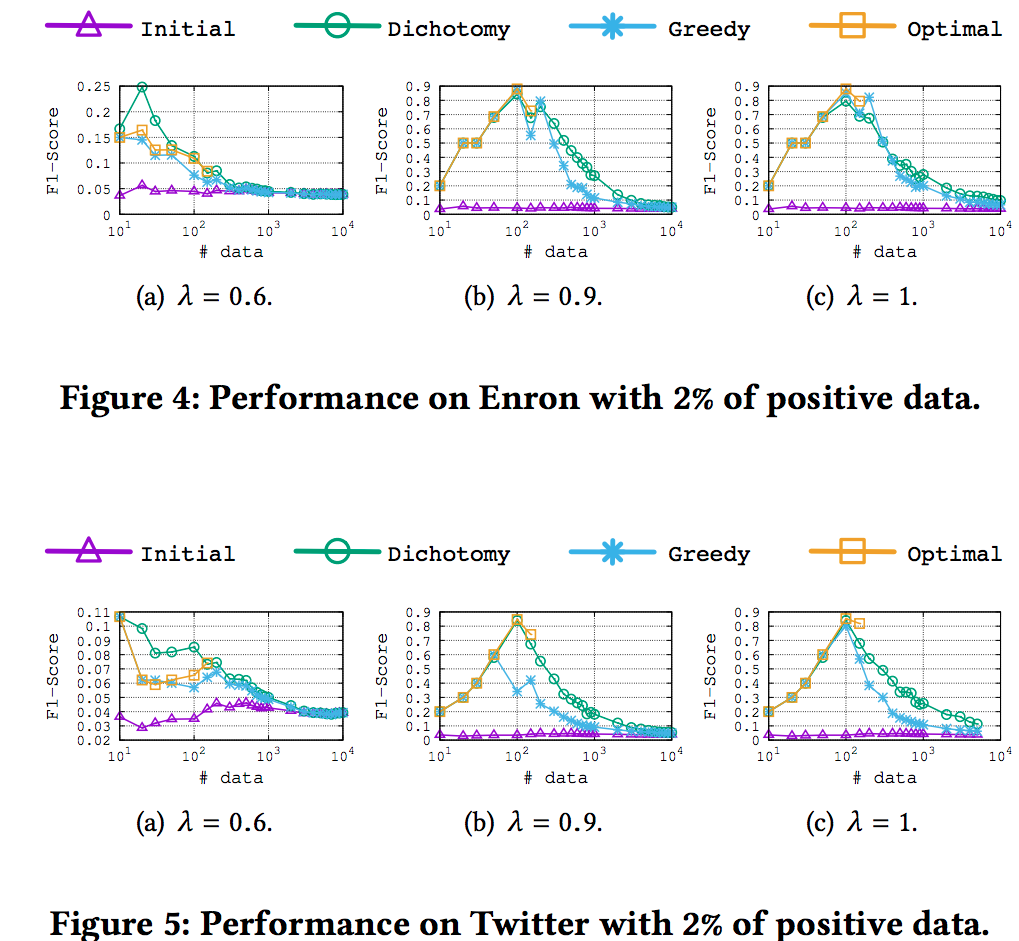 Initial Dichotomy Greedy Optimal
F1-Score
0.25
0.2
0.15
0.1
0.05
0
10^1 10^2 10^3 10^4
# data
(a) λ = 0.6.
F1-Score
0.9
0.8
0.7
0.6
0.5
0.4
0.3
0.2
0.1
0
10^1 10^2 10^3 10^4
# data
(b) λ = 0.9.
F1-Score
0.9
0.8
0.7
0.6
0.5
0.4
0.3
0.2
0.1
0
10^1 10^2 10^3 10^4
# data
(c) λ = 1.
Figure 4: Performance on Enron with 2% of positive data.
Initial Dichotomy Greedy Optimal
F1-Score
0.11
0.1
0.09
0.08
0.07
0.06
0.05
0.04
0.03
0.02
10^1 10^2 10^3 10^4
# data
(a) λ = 0.6.
F1-Score
0.9
0.8
0.7
0.6
0.5
0.4
0.3
0.2
0.1
0
10^1 10^2 10^3 10^4
# data
(b) λ = 0.9.
F1-Score
0.9
0.8
0.7
0.6
0.5
0.4
0.3
0.2
0.1
0
10^1 10^2 10^3 10^4
# data
(c) λ = 1.
Figure 5: Performance on Twitter with 2% of positive data.